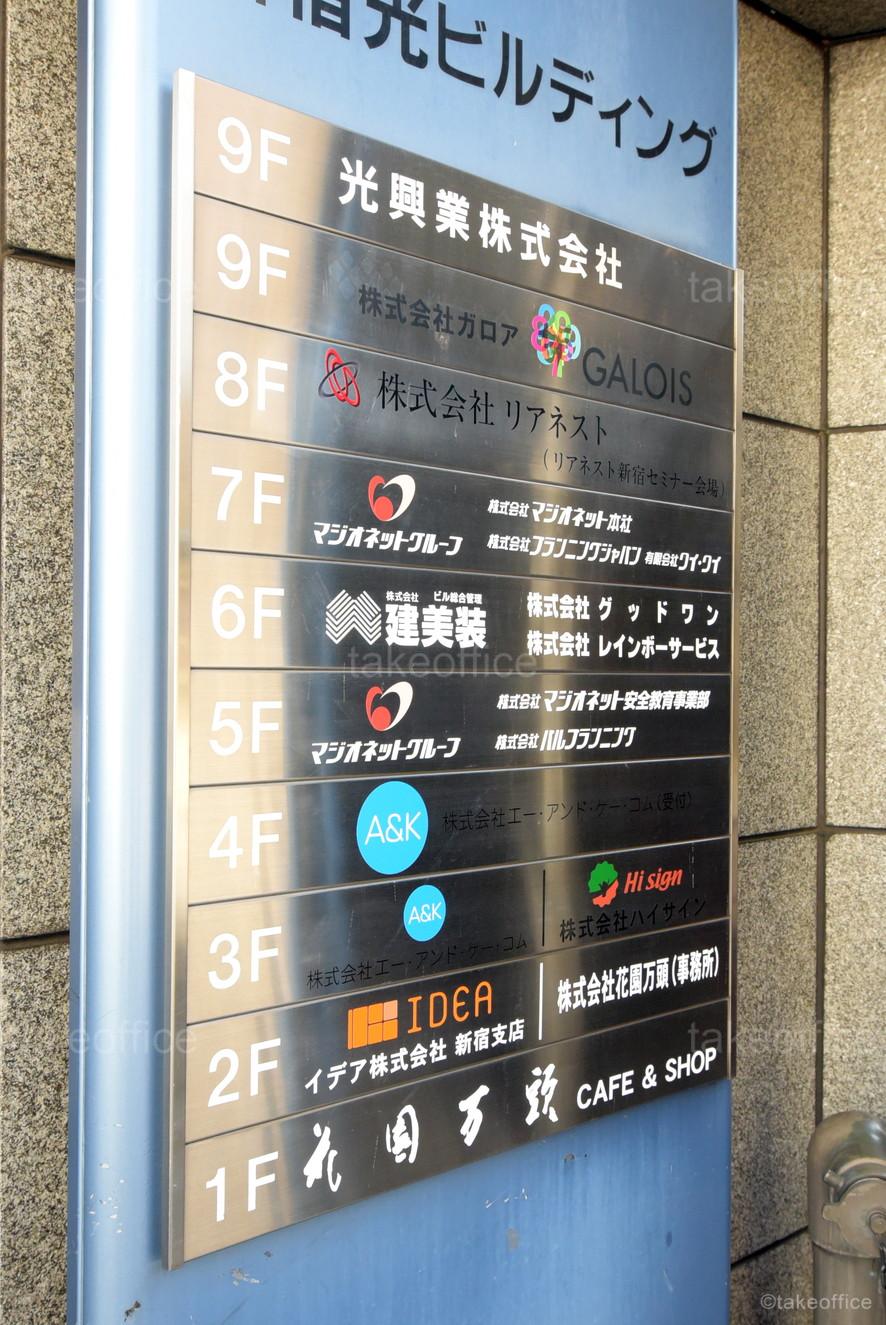 宿光ビルディング
9F 光興業株式会社
9F 株式会社ガロア GALOIS
8F 株式会社 リアネスト
(リアネスト新宿セミナー会場)
7F マジオネットグループ 株式会社マジオネット本社
株式会社プランニングジャパン 有限会社ワイ・ケイ
6F 株式会社 ビル総合管理
建美装 株式会社 グッドワン
株式会社 レインボーサービス
5F マジオネットグループ 株式会社マジオネット安全教育事業部
株式会社パルプランニング
4F A&K 株式会社エー・アンド・ケー・コム(受付)
3F A&K Hi sign
株式会社エー・アンド・ケー・コム 株式会社ハイサイン
2F IDEA 株式会社花園万頭(事務所)
イデア株式会社 新宿支店
1F 花園万頭 CAFE & SHOP
takeoffice
takeoffice
takeoffice
takeoffice
takeoffice
©takeoffice